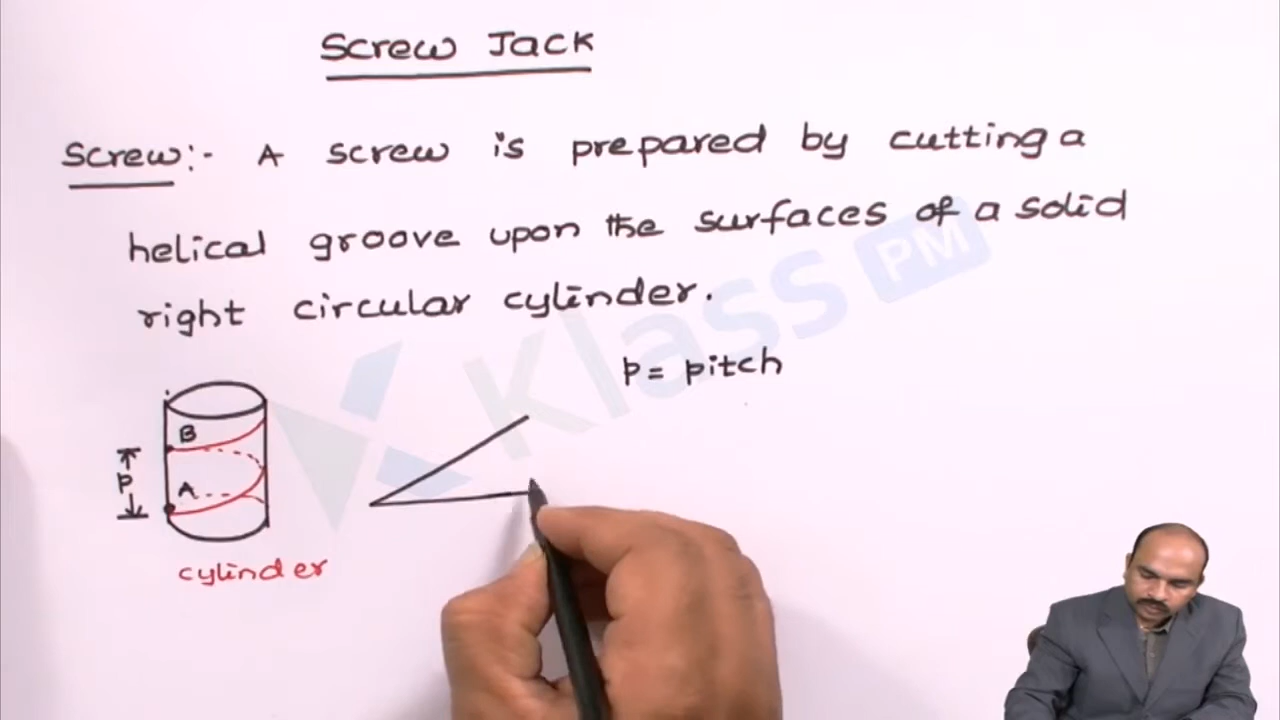 Screw Jack
Screw:- A screw is prepared by cutting a
helical groove upon the surfaces of a solid
right circular cylinder.
p = pitch
B
p
A
cylinder
Klass PM